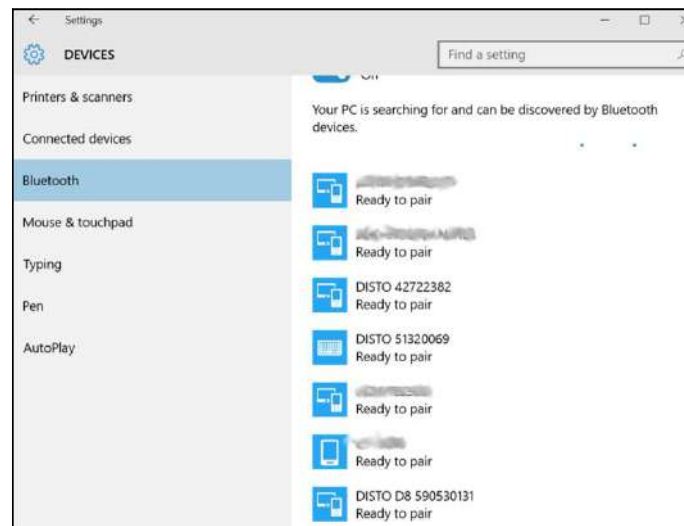 Settings
DEVICES
Find a setting
Printers & scanners
Connected devices
Bluetooth
Mouse & touchpad
Typing
Pen
AutoPlay
Your PC is searching for and can be discovered by Bluetooth
devices.
Ready to pair
Ready to pair
DISTO 42722382
Ready to pair
DISTO 51320069
Ready to pair
Ready to pair
Ready to pair
DISTO D8 590530131
Ready to pair